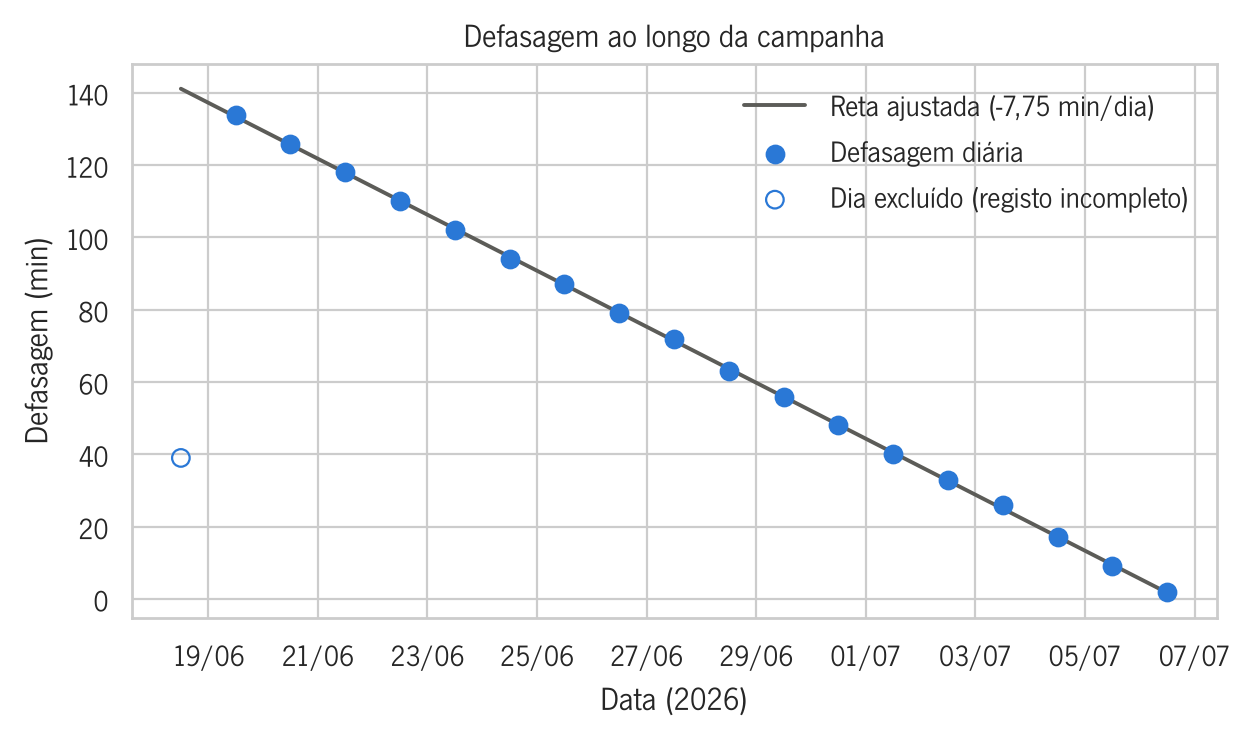 Defasagem ao longo da campanha
Defasagem (min)
140
120
100
80
60
40
20
0
Reta ajustada (-7,75 min/dia)
Defasagem diária
Dia excluído (registo incompleto)
19/06 21/06 23/06 25/06 27/06 29/06 01/07 03/07 05/07 07/07
Data (2026)